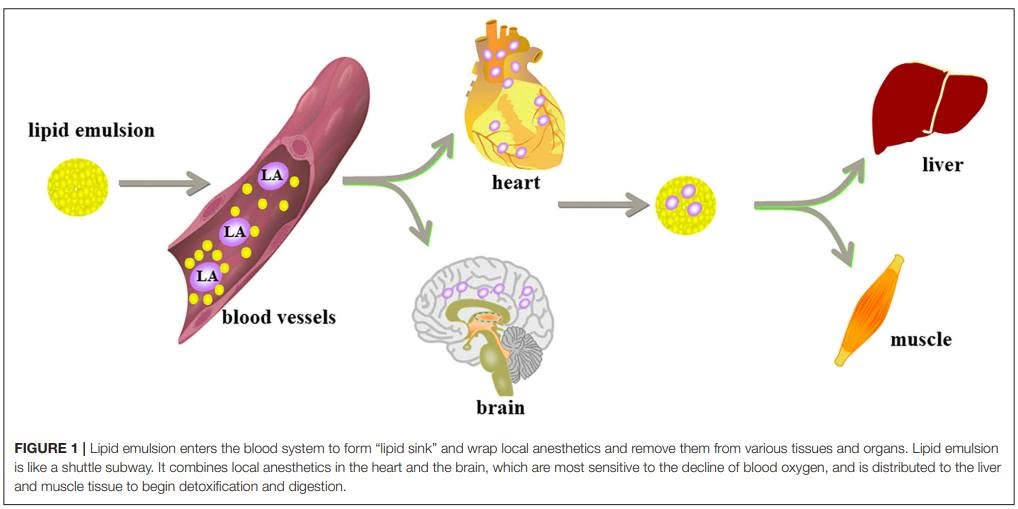 lipid emulsion
LA
LA
LA
blood vessels
heart
brain
liver
muscle
FIGURE 1 | Lipid emulsion enters the blood system to form “lipid sink” and wrap local anesthetics and remove them from various tissues and organs. Lipid emulsion
is like a shuttle subway. It combines local anesthetics in the heart and the brain, which are most sensitive to the decline of blood oxygen, and is distributed to the liver
and muscle tissue to begin detoxification and digestion.